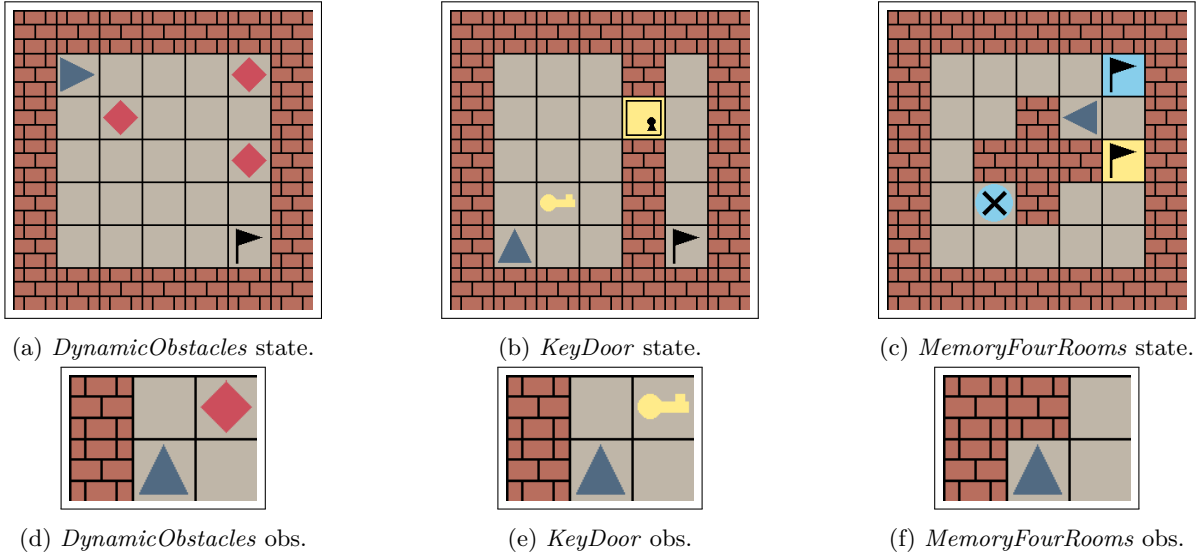 (a) DynamicObstacles state.
(b) KeyDoor state.
(c) MemoryFourRooms state.
(d) DynamicObstacles obs.
(e) KeyDoor obs.
(f) MemoryFourRooms obs.